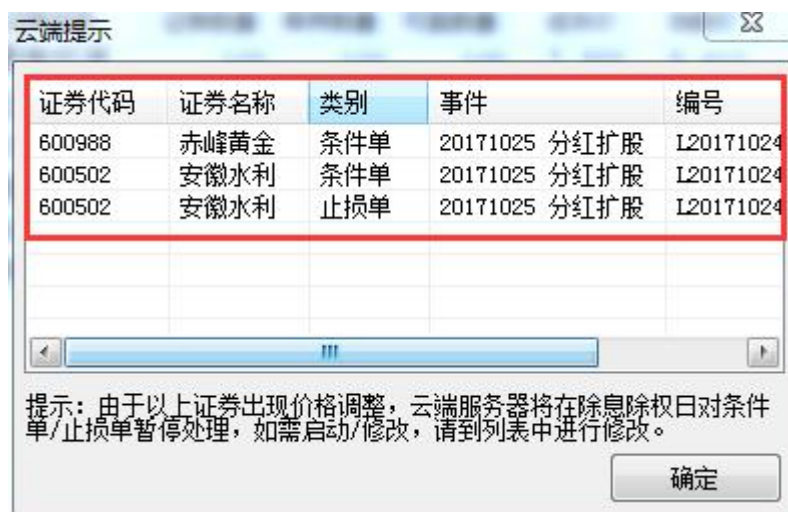 云端提示
证券代码 证券名称 类别 事件 编号
600988 赤峰黄金 条件单 20171025 分红扩股 L20171024
600502 安徽水利 条件单 20171025 分红扩股 L20171024
600502 安徽水利 止损单 20171025 分红扩股 L20171024
提示：由于以上证券出现价格调整，云端服务器将在除息除权日对条件
单/止损单暂停处理，如需启动/修改，请到列表中进行修改。
确定